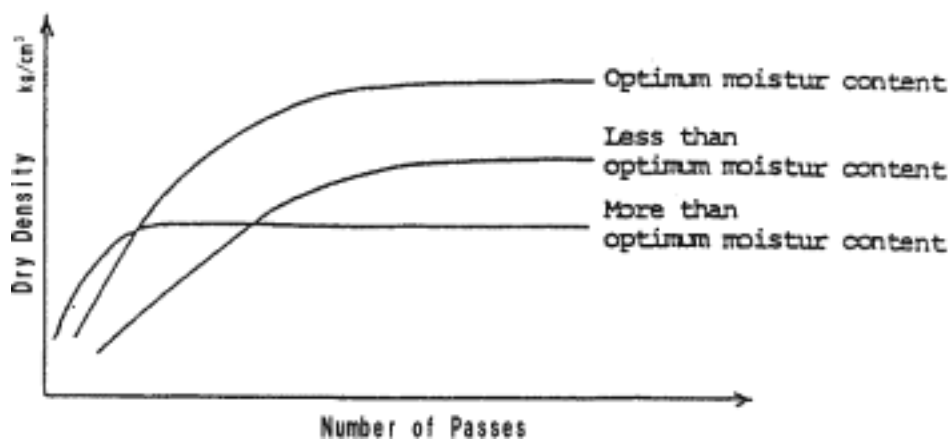 kg/cm³
Dry Density
Optimum moistur content
Less than
optimum moistur content
More than
optimum moistur content
Number of Passes